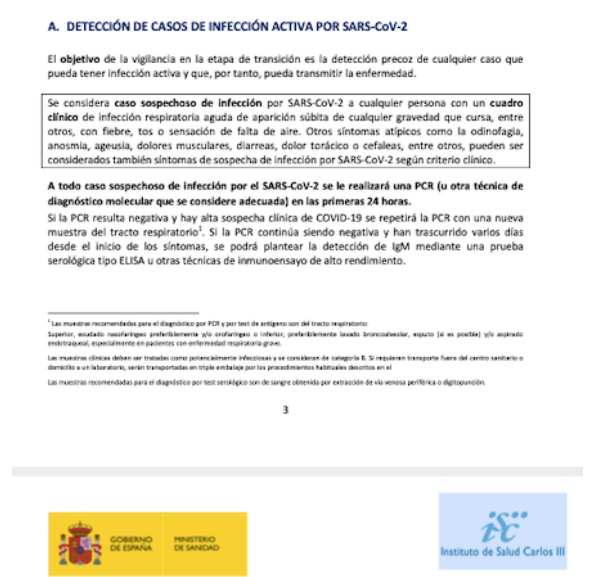 A. DETECCIÓN DE CASOS DE INFECCIÓN ACTIVA POR SARS-CoV-2
El objetivo de la vigilancia en la etapa de transición es la detección precoz de cualquier caso que
pueda tener infección activa y que, por tanto, pueda transmitir la enfermedad.
Se considera caso sospechoso de infección por SARS-CoV-2 a cualquier persona con un cuadro
clínico de infección respiratoria aguda de aparición súbita de cualquier gravedad que cursa, entre
otros, con fiebre, tos o sensación de falta de aire. Otros síntomas atípicos como la odinofagia,
anosmia, ageusia, dolores musculares, diarreas, dolor torácico o cefaleas, entre otros, pueden ser
considerados también síntomas de sospecha de infección por SARS-CoV-2 según criterio clínico.
A todo caso sospechoso de infección por el SARS-CoV-2 se le realizará una PCR (u otra técnica de
diagnóstico molecular que se considere adecuada) en las primeras 24 horas.
Si la PCR resulta negativa y hay alta sospecha clínica de COVID-19 se repetirá la PCR con una nueva
muestra del tracto respiratorio¹. Si la PCR continúa siendo negativa y han trascurrido varios días
desde el inicio de los síntomas, se podrá plantear la detección de IgM mediante una prueba
serológica tipo ELISA u otras técnicas de inmunoensayo de alto rendimiento.
¹ Las muestras recomendadas para el diagnóstico por PCR y por test de antígeno son del tracto respiratorio:
Superior, exudado nasofaríngeo preferiblemente y/o orofaríngeo o inferior, preferiblemente lavado broncoalveolar, esputo (si es posible) y/o aspirado
endotraqueal, especialmente en pacientes con enfermedad respiratoria grave.
Las muestras clínicas deben ser tratadas como potencialmente infecciosas y se consideran de categoría B. Si requieren transporte fuera del centro sanitario o
domicilio a un laboratorio, serán transportadas en triple embalaje por los procedimientos habituales descritos en el
Las muestras recomendadas para el diagnóstico por test serológico son de sangre obtenida por extracción de vía venosa periférica o digitopunción.
3
GOBIERNO MINISTERIO
DE ESPAÑA DE SANIDAD
isc
Instituto de Salud Carlos III